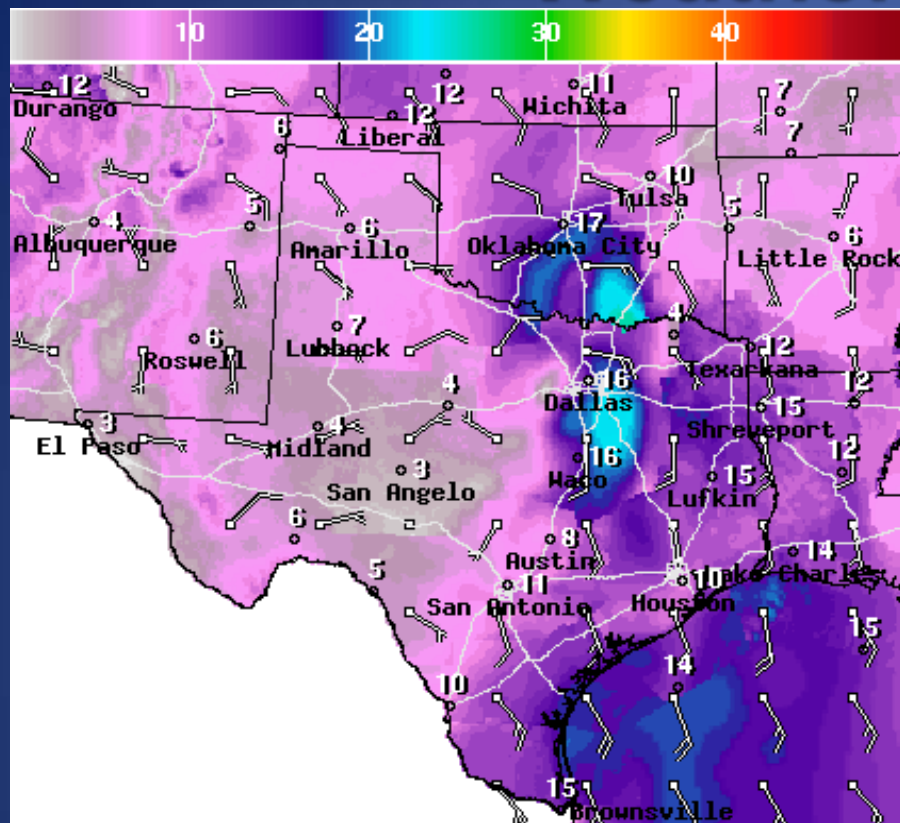 10 20 30 40
12
Durango
12
12
Liberal
11
Wichita
7
6
7
10
Tulsa
4
Albuquerque
5
6
Amarillo
17
Oklahoma City
5
6
Little Rock
6
Roswell
7
Lubbock
4
12
Texarkana
3
El Paso
4
Midland
4
16
Dallas
15
Shreveport
12
3
San Angelo
16
Waco
15
Lufkin
12
6
8
Austin
14
Lake Charles
5
11
San Antonio
10
Houston
15
10
14
15
Brownsville